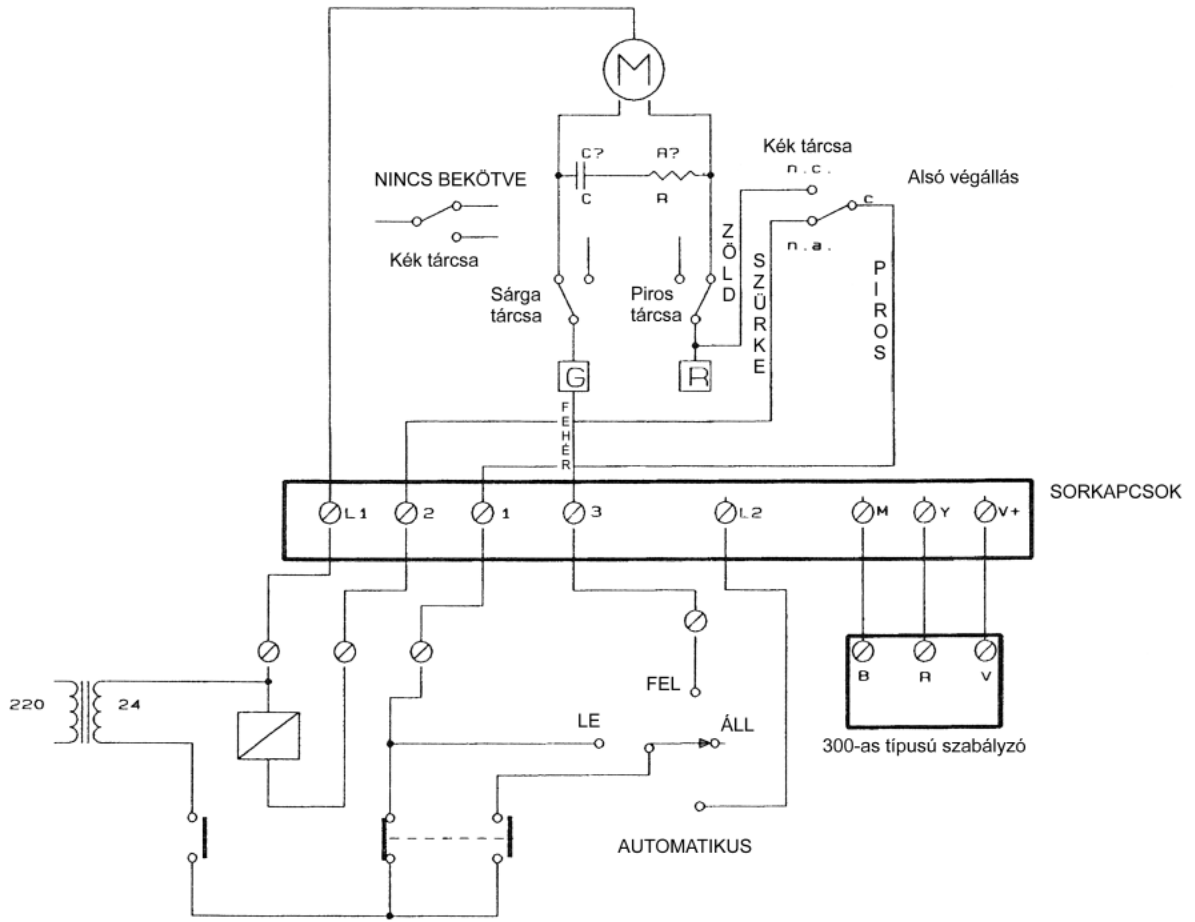 M
C?
R?
C
R
NINCS BEKÖTVE
Kék tárcsa
Kék tárcsa
n.c.
Alsó végállás
c
n.a.
ZÖLD
SZÜRKE
PIROS
Sárga
tárcsa
Piros
tárcsa
G
R
FEHÉR
SORKAPCSOK
L1
2
1
3
L2
M
Y
V+
B
R
V
300-as típusú szabályzó
220
24
FEL
LE
ÁLL
AUTOMATIKUS